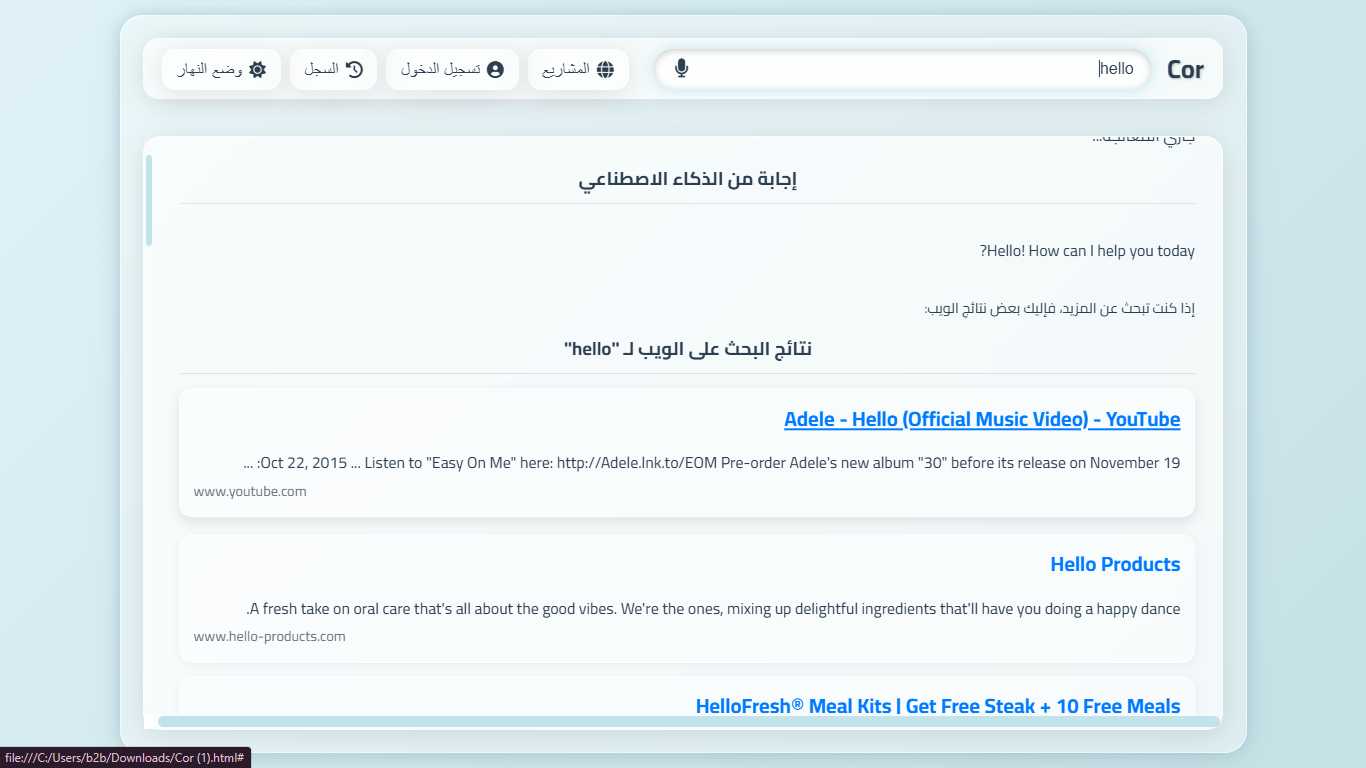 Cor
hello
المشاريع
تسجيل الدخول
السجل
وضع النهار
جاري المعالجة...
إجابة من الذكاء الاصطناعي
?Hello! How can I help you today
إذا كنت تبحث عن المزيد، فإليك بعض نتائج الويب:
نتائج البحث على الويب لـ "hello"
Adele - Hello (Official Music Video) - YouTube
... :Oct 22, 2015 ... Listen to "Easy On Me" here: http://Adele.lnk.to/EOM Pre-order Adele's new album "30" before its release on November 19
www.youtube.com
Hello Products
.A fresh take on oral care that's all about the good vibes. We're the ones, mixing up delightful ingredients that'll have you doing a happy dance
www.hello-products.com
HelloFresh® Meal Kits | Get Free Steak + 10 Free Meals
file:///C:/Users/b2b/Downloads/Cor (1).html#